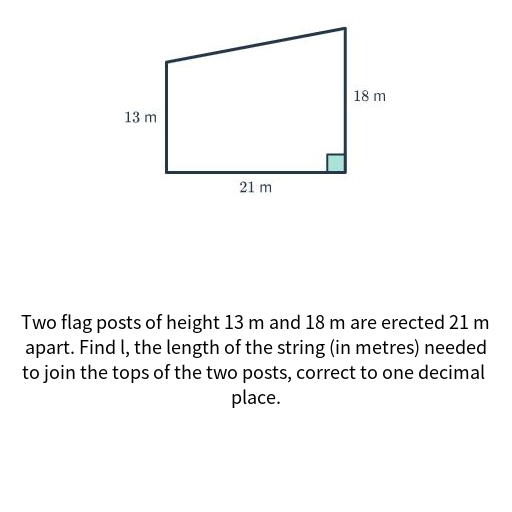 18 m
13 m
21 m
Two flag posts of height 13 m and 18 m are erected 21 m
apart. Find l, the length of the string (in metres) needed
to join the tops of the two posts, correct to one decimal
place.